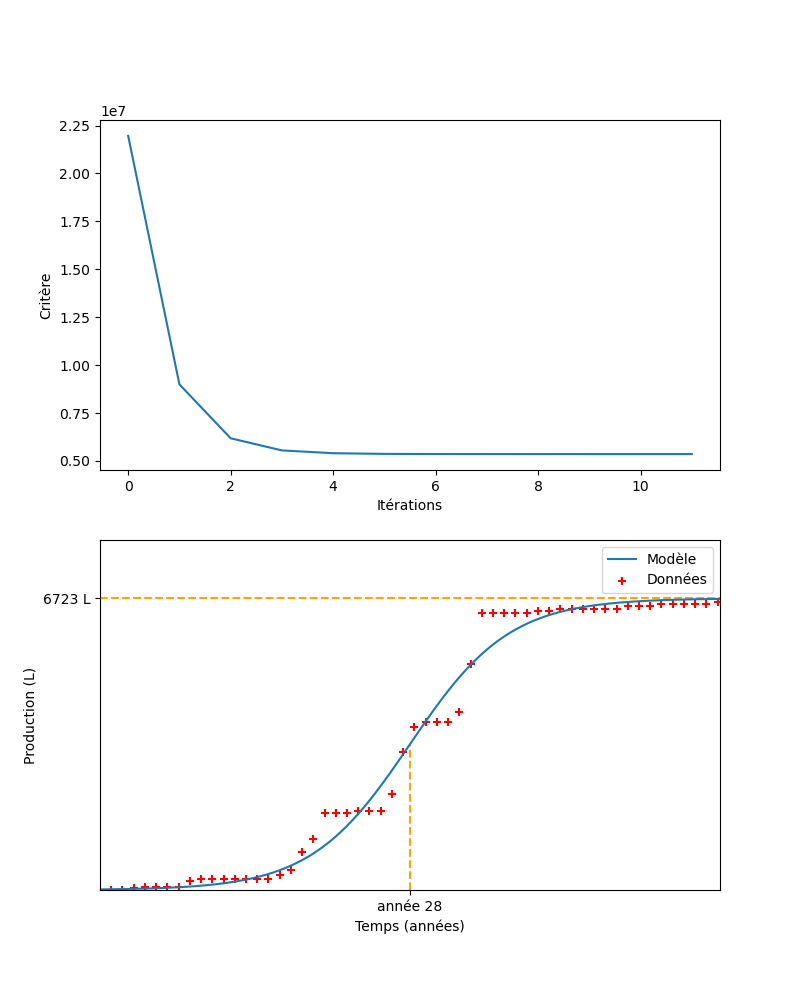 1e7
2.25
2.00
1.75
1.50
1.25
1.00
0.75
0.50
Critère
0 2 4 6 8 10
Itérations
Modèle
Données
6723 L
Production (L)
année 28
Temps (années)